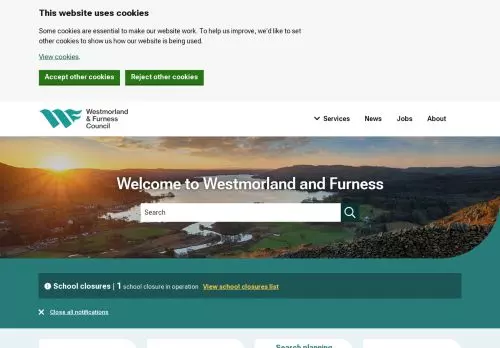 This website uses cookies
Some cookies are essential to make our website work. To help us improve, we'd like to set
other cookies to show us how our website is being used.
View cookies.
Accept other cookies
Reject other cookies
Westmorland
& Furness
Council
Services
News
Jobs
About
Welcome to Westmorland and Furness
Search
School closures | 1 school closure in operation View school closures list
Close all notifications
Search planning